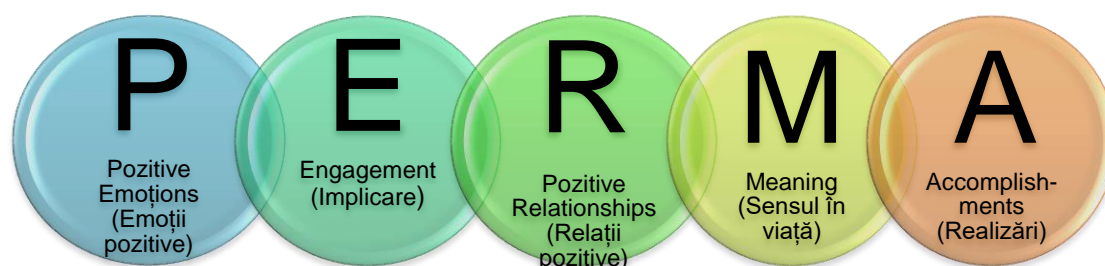 P
Pozitive
Emoțions
(Emoții
pozitive)
E
Engagement
(Implicare)
R
Pozitive
Relationships
(Relații
pozitive)
M
Meaning
(Sensul în
viață)
A
Accomplish-
ments
(Realizări)